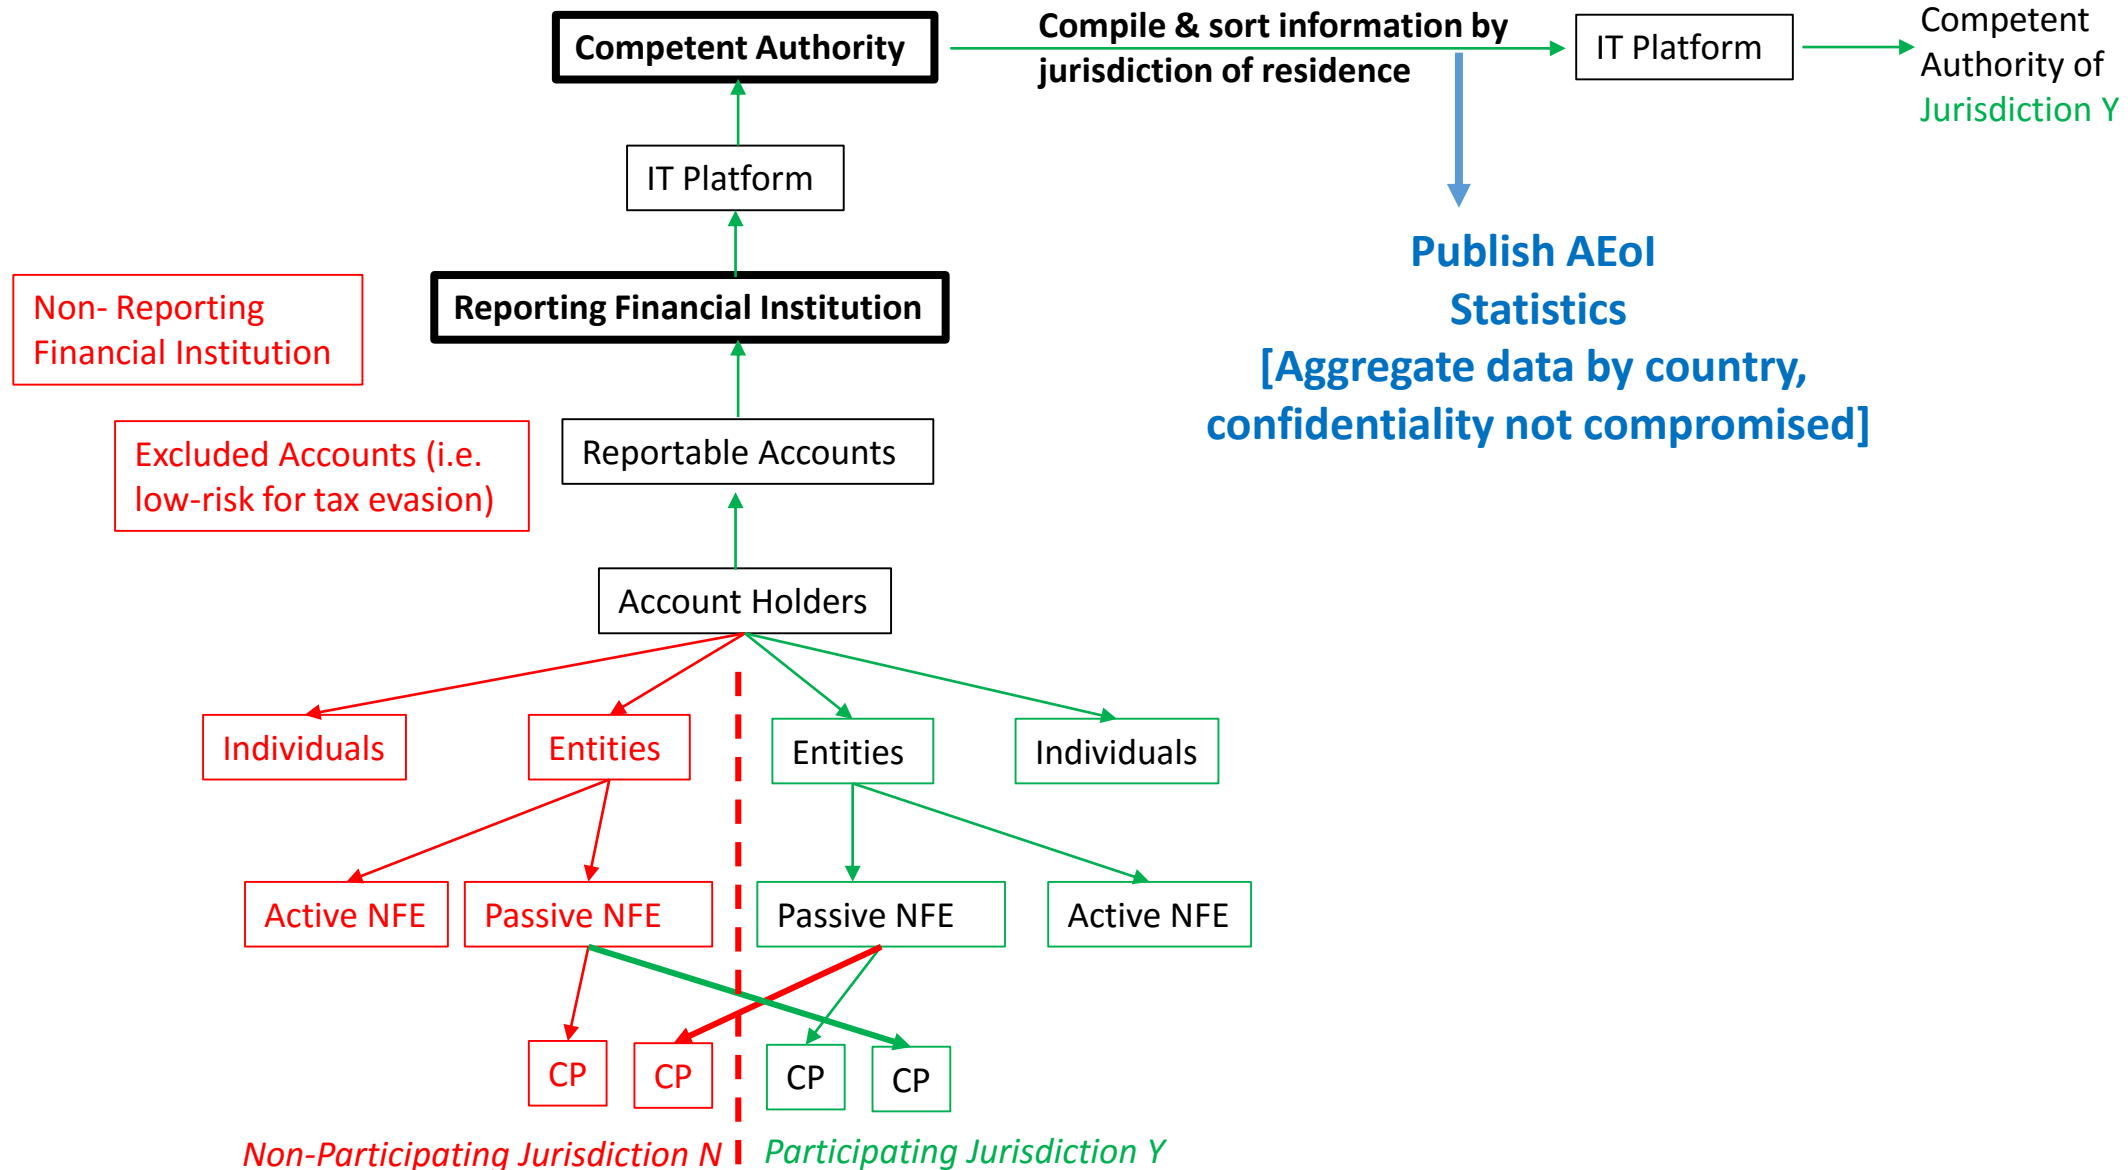 Competent Authority
Compile & sort information by
jurisdiction of residence
IT Platform
Competent
Authority of
Jurisdiction Y
IT Platform
Publish AEoI
Statistics
[Aggregate data by country,
confidentiality not compromised]
Non- Reporting
Financial Institution
Reporting Financial Institution
Excluded Accounts (i.e.
low-risk for tax evasion)
Reportable Accounts
Account Holders
Individuals
Entities
Entities
Individuals
Active NFE
Passive NFE
Passive NFE
Active NFE
CP
CP
CP
CP
Non-Participating Jurisdiction N
Participating Jurisdiction Y